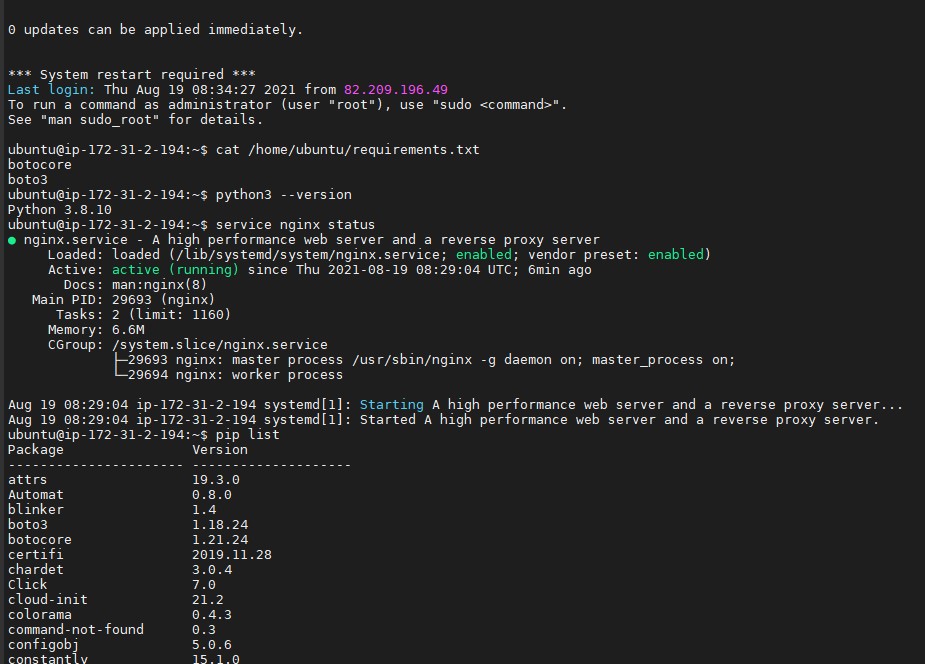 0 updates can be applied immediately.
*** System restart required ***
Last login: Thu Aug 19 08:34:27 2021 from 82.209.196.49
To run a command as administrator (user "root"), use "sudo <command>".
See "man sudo_root" for details.
ubuntu@ip-172-31-2-194:~$ cat /home/ubuntu/requirements.txt
botocore
boto3
ubuntu@ip-172-31-2-194:~$ python3 --version
Python 3.8.10
ubuntu@ip-172-31-2-194:~$ service nginx status
● nginx.service - A high performance web server and a reverse proxy server
     Loaded: loaded (/lib/systemd/system/nginx.service; enabled; vendor preset: enabled)
     Active: active (running) since Thu 2021-08-19 08:29:04 UTC; 6min ago
       Docs: man:nginx(8)
   Main PID: 29693 (nginx)
      Tasks: 2 (limit: 1160)
     Memory: 6.6M
     CGroup: /system.slice/nginx.service
             ├─29693 nginx: master process /usr/sbin/nginx -g daemon on; master_process on;
             └─29694 nginx: worker process
Aug 19 08:29:04 ip-172-31-2-194 systemd[1]: Starting A high performance web server and a reverse proxy server...
Aug 19 08:29:04 ip-172-31-2-194 systemd[1]: Started A high performance web server and a reverse proxy server.
ubuntu@ip-172-31-2-194:~$ pip list
Package                Version
---------------------- --------------------
attrs                  19.3.0
Automat                0.8.0
blinker                1.4
boto3                  1.18.24
botocore               1.21.24
certifi                2019.11.28
chardet                3.0.4
Click                  7.0
cloud-init             21.2
colorama               0.4.3
command-not-found      0.3
configobj              5.0.6
constantly             15.1.0